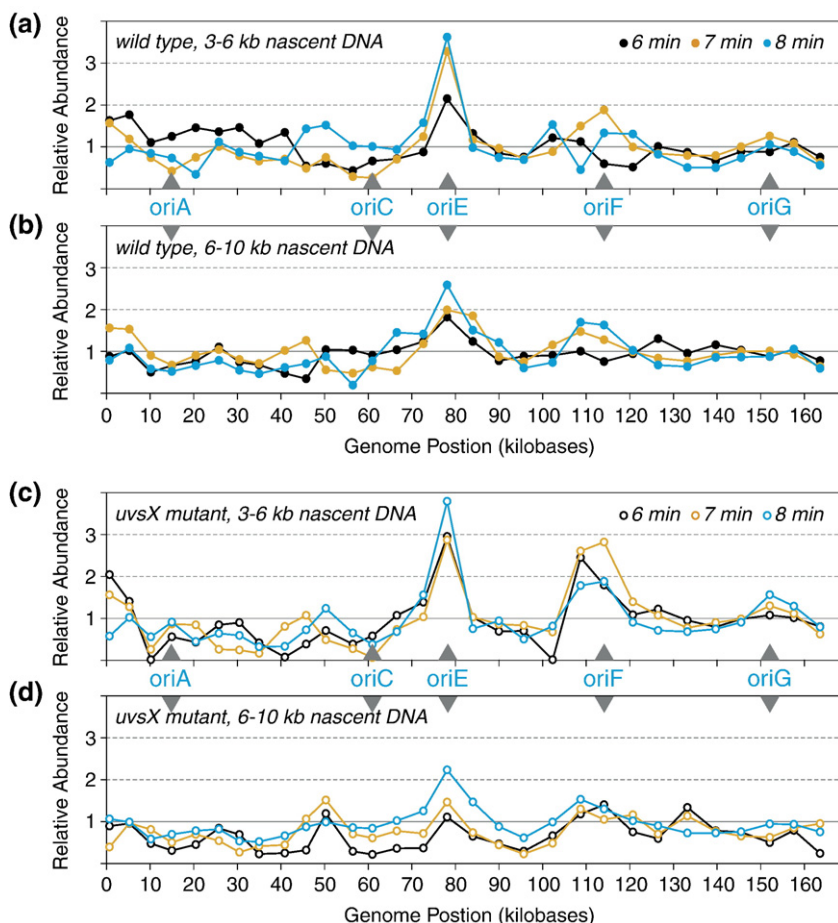 (a)
wild type, 3-6 kb nascent DNA
6 min 7 min 8 min
Relative Abundance
3
2
1
0
oriA oriC oriE oriF oriG
(b)
wild type, 6-10 kb nascent DNA
Relative Abundance
3
2
1
0
0 10 20 30 40 50 60 70 80 90 100 110 120 130 140 150 160
Genome Postion (kilobases)
(c)
uvsX mutant, 3-6 kb nascent DNA
6 min 7 min 8 min
Relative Abundance
3
2
1
0
oriA oriC oriE oriF oriG
(d)
uvsX mutant, 6-10 kb nascent DNA
Relative Abundance
3
2
1
0
0 10 20 30 40 50 60 70 80 90 100 110 120 130 140 150 160
Genome Postion (kilobases)